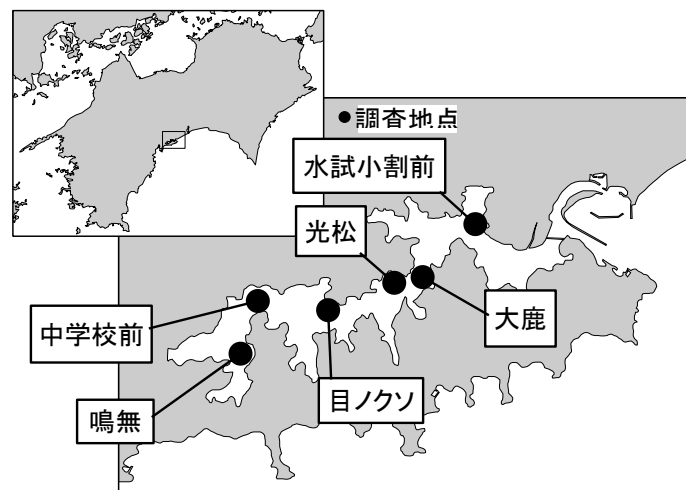 ●調査地点
水試小割前
光松
大鹿
中学校前
目ノクソ
鳴無